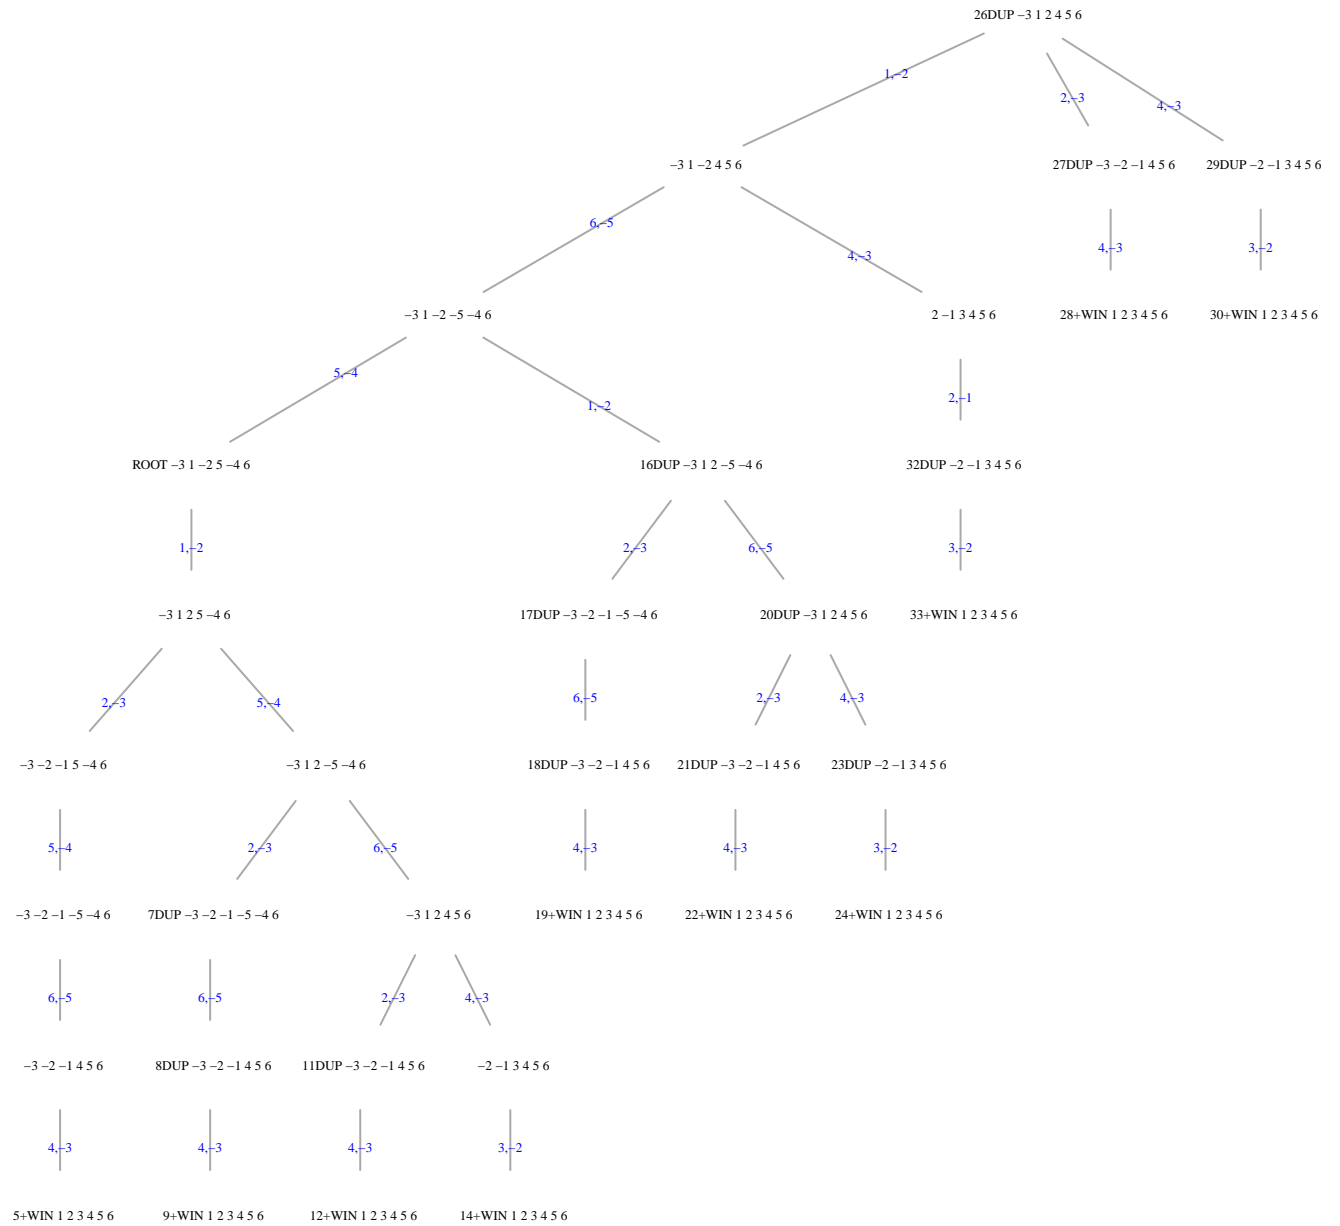 26DUP −3 1 2 4 5 6
1,−2
2,−3
4,−3
−3 1 −2 4 5 6
27DUP −3 −2 −1 4 5 6
29DUP −2 −1 3 4 5 6
6,−5
4,−3
4,−3
3,−2
−3 1 −2 −5 −4 6
2 −1 3 4 5 6
28+WIN 1 2 3 4 5 6
30+WIN 1 2 3 4 5 6
5,−4
1,−2
2,−1
ROOT −3 1 −2 5 −4 6
16DUP −3 1 2 −5 −4 6
32DUP −2 −1 3 4 5 6
1,−2
2,−3
6,−5
3,−2
−3 1 2 5 −4 6
17DUP −3 −2 −1 −5 −4 6
20DUP −3 1 2 4 5 6
33+WIN 1 2 3 4 5 6
2,−3
5,−4
6,−5
2,−3
4,−3
−3 −2 −1 5 −4 6
−3 1 2 −5 −4 6
18DUP −3 −2 −1 4 5 6
21DUP −3 −2 −1 4 5 6
23DUP −2 −1 3 4 5 6
5,−4
2,−3
6,−5
4,−3
4,−3
3,−2
−3 −2 −1 −5 −4 6
7DUP −3 −2 −1 −5 −4 6
−3 1 2 4 5 6
19+WIN 1 2 3 4 5 6
22+WIN 1 2 3 4 5 6
24+WIN 1 2 3 4 5 6
6,−5
6,−5
2,−3
4,−3
−3 −2 −1 4 5 6
8DUP −3 −2 −1 4 5 6
11DUP −3 −2 −1 4 5 6
−2 −1 3 4 5 6
4,−3
4,−3
4,−3
3,−2
5+WIN 1 2 3 4 5 6
9+WIN 1 2 3 4 5 6
12+WIN 1 2 3 4 5 6
14+WIN 1 2 3 4 5 6